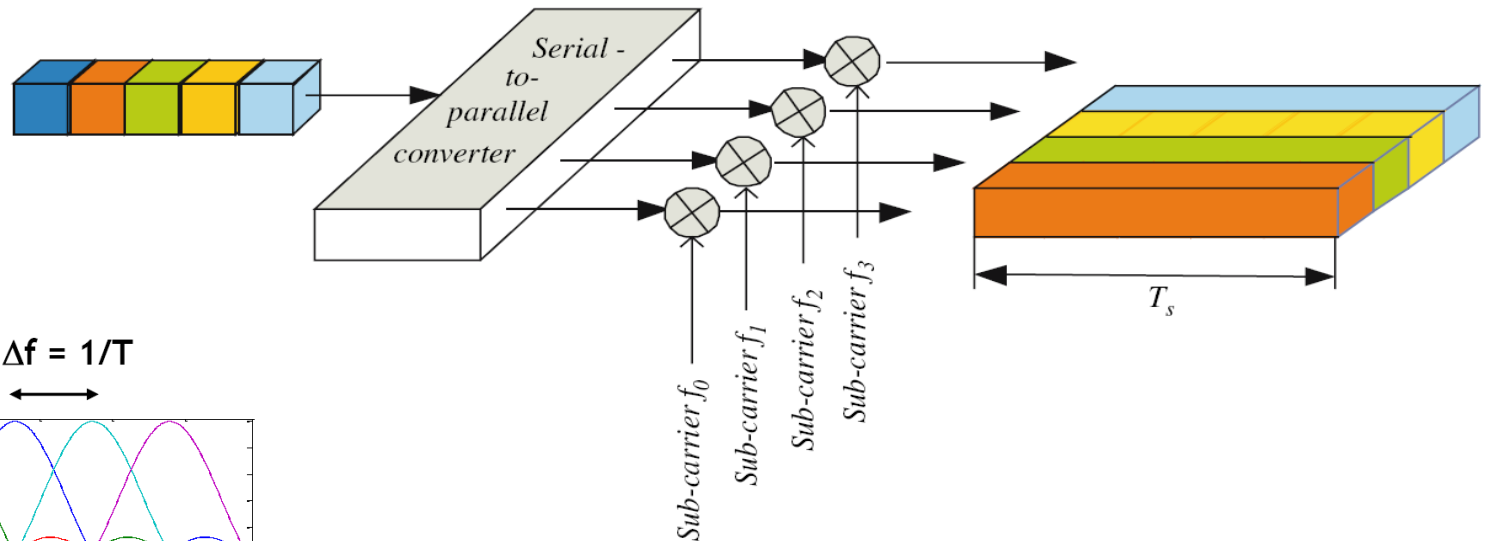 Serial -
to-
parallel
converter
Sub-carrier f0
Sub-carrier f1
Sub-carrier f2
Sub-carrier f3
Ts
Δf = 1/T